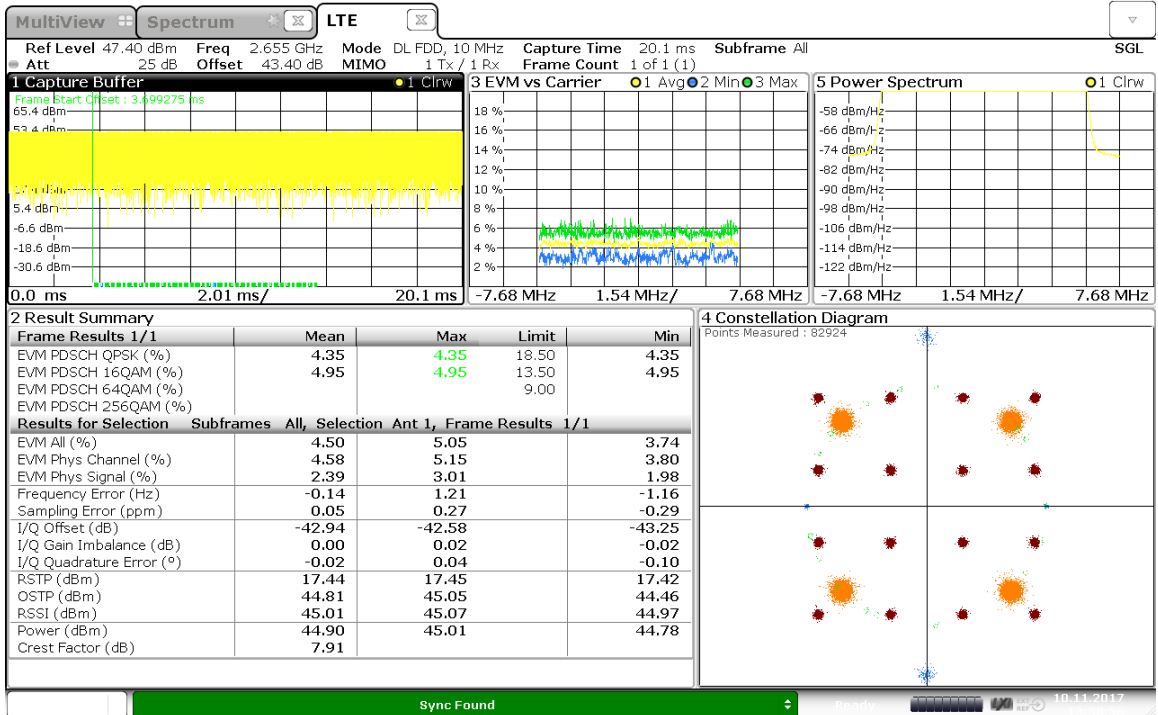 MultiView Spectrum LTE
Ref Level 47.40 dBm Freq 2.655 GHz Mode DL FDD, 10 MHz Capture Time 20.1 ms Subframe All SGL
Att 25 dB Offset 43.40 dB MIMO 1 Tx / 1 Rx Frame Count 1 of 1 (1)
1 Capture Buffer 1 Clrw
Frame Start Offset : 3.699275 ms
65.4 dBm
53.4 dBm
5.4 dBm
-6.6 dBm
-18.6 dBm
-30.6 dBm
0.0 ms 2.01 ms/ 20.1 ms
3 EVM vs Carrier 1 Avg 2 Min 3 Max
18 %
16 %
14 %
12 %
10 %
8 %
6 %
4 %
2 %
-7.68 MHz 1.54 MHz/ 7.68 MHz
5 Power Spectrum 1 Clrw
-58 dBm/Hz
-66 dBm/Hz
-74 dBm/Hz
-82 dBm/Hz
-90 dBm/Hz
-98 dBm/Hz
-106 dBm/Hz
-114 dBm/Hz
-122 dBm/Hz
-7.68 MHz 1.54 MHz/ 7.68 MHz
2 Result Summary
Frame Results 1/1 Mean Max Limit Min
EVM PDSCH QPSK (%) 4.35 4.35 18.50 4.35
EVM PDSCH 16QAM (%) 4.95 4.95 13.50 4.95
EVM PDSCH 64QAM (%) 9.00
EVM PDSCH 256QAM (%)
Results for Selection Subframes All, Selection Ant 1, Frame Results 1/1
EVM All (%) 4.50 5.05 3.74
EVM Phys Channel (%) 4.58 5.15 3.80
EVM Phys Signal (%) 2.39 3.01 1.98
Frequency Error (Hz) -0.14 1.21 -1.16
Sampling Error (ppm) 0.05 0.27 -0.29
I/Q Offset (dB) -42.94 -42.58 -43.25
I/Q Gain Imbalance (dB) 0.00 0.02 -0.02
I/Q Quadrature Error (°) -0.02 0.04 -0.10
RSTP (dBm) 17.44 17.45 17.42
OSTP (dBm) 44.81 45.05 44.46
RSSI (dBm) 45.01 45.07 44.97
Power (dBm) 44.90 45.01 44.78
Crest Factor (dB) 7.91
4 Constellation Diagram
Points Measured : 82924
Sync Found
Ready
LXI
EXT
REF
10.11.2017